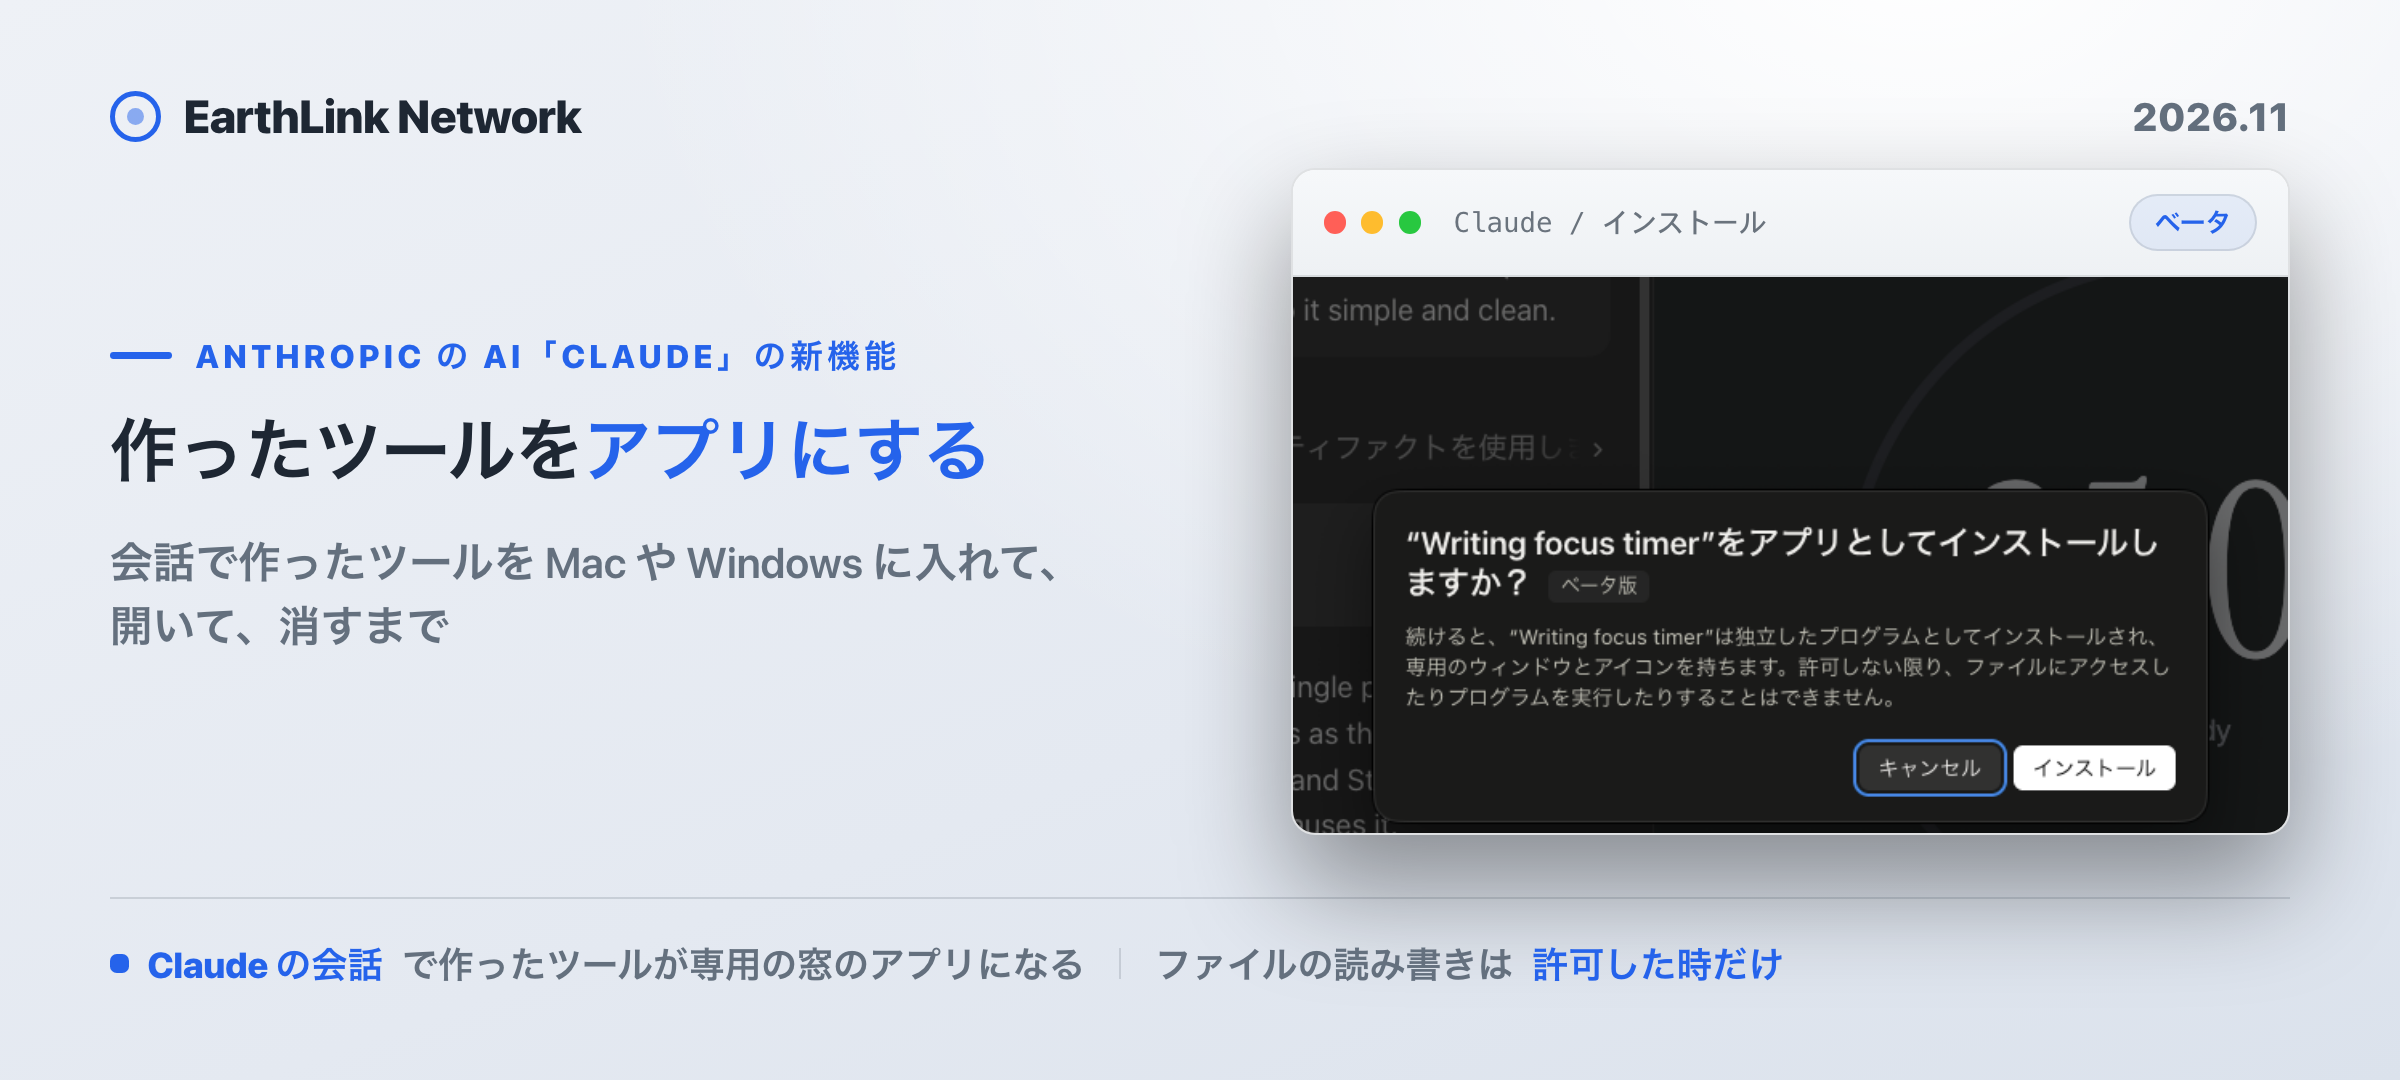 EarthLink Network
2026.11
ANTHROPIC の AI「CLAUDE」の新機能
作ったツールをアプリにする
会話で作ったツールを Mac や Windows に入れて、
開いて、消すまで
Claude / インストール
ベータ
it simple and clean.
ティファクトを使用しま
“Writing focus timer”をアプリとしてインストールし
ますか？ ベータ版
続けると、“Writing focus timer”は独立したプログラムとしてインストールされ、
専用のウィンドウとアイコンを持ちます。許可しない限り、ファイルにアクセスし
たりプログラムを実行したりすることはできません。
キャンセル インストール
ingle p
s as th
and St
auses it.
dy
Claude の会話 で作ったツールが専用の窓のアプリになる ファイルの読み書きは 許可した時だけ